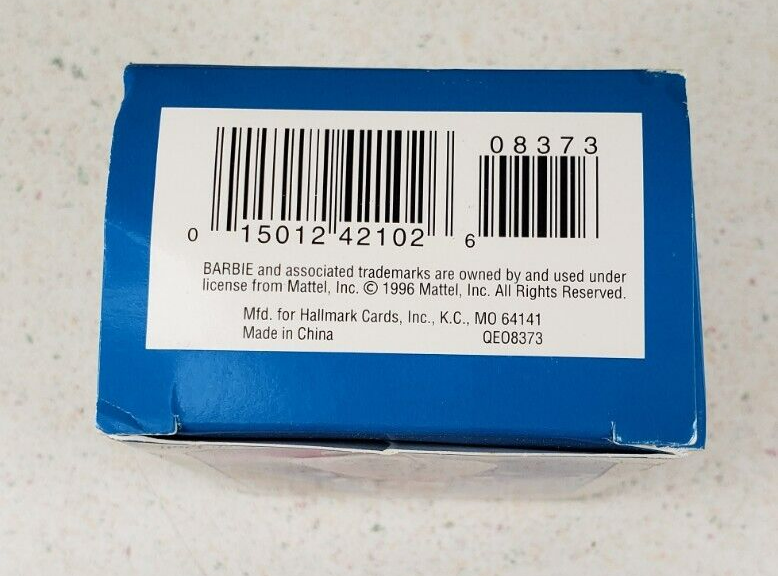 08373
0 15012 42102 6
BARBIE and associated trademarks are owned by and used under
license from Mattel, Inc. © 1996 Mattel, Inc. All Rights Reserved.
Mfd. for Hallmark Cards, Inc., K.C., MO 64141
Made in China QEO8373